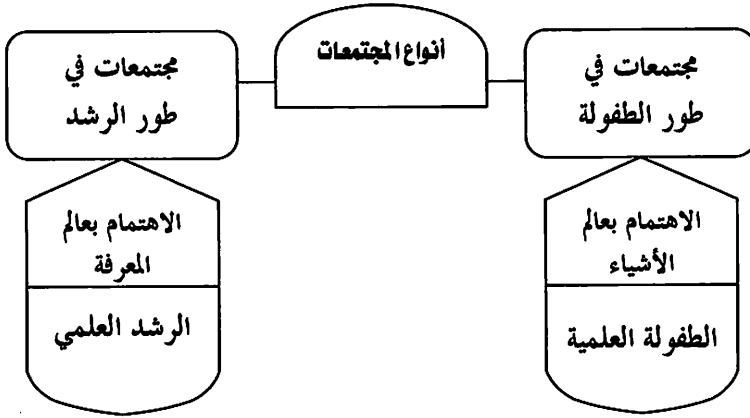 أنواع المجتمعات
مجتمعات في
طور الطفولة
الاهتمام بعالم
الأشياء
الطفولة العلمية
مجتمعات في
طور الرشد
الاهتمام بعالم
المعرفة
الرشد العلمي